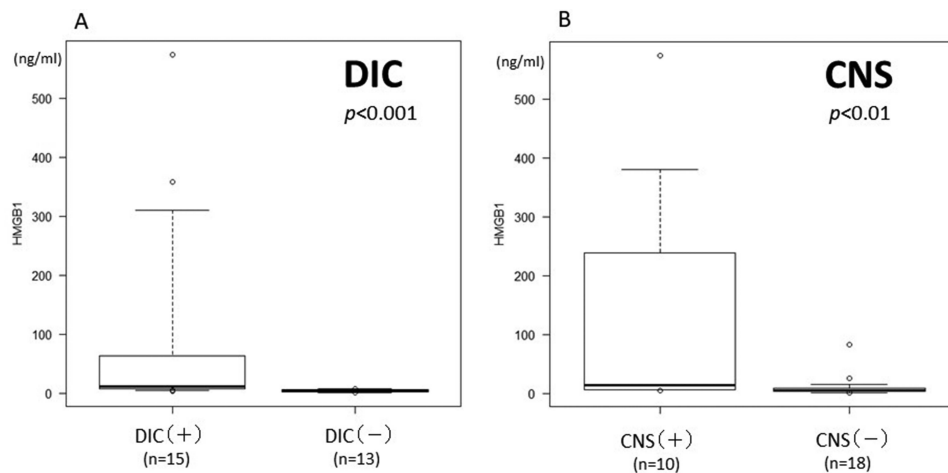 A
(ng/ml)
DIC
p<0.001
HMGB1
500
400
300
200
100
0
DIC(+)
DIC(−)
(n=15)
(n=13)
B
(ng/ml)
CNS
p<0.01
HMGB1
500
400
300
200
100
0
CNS(+)
CNS(−)
(n=10)
(n=18)